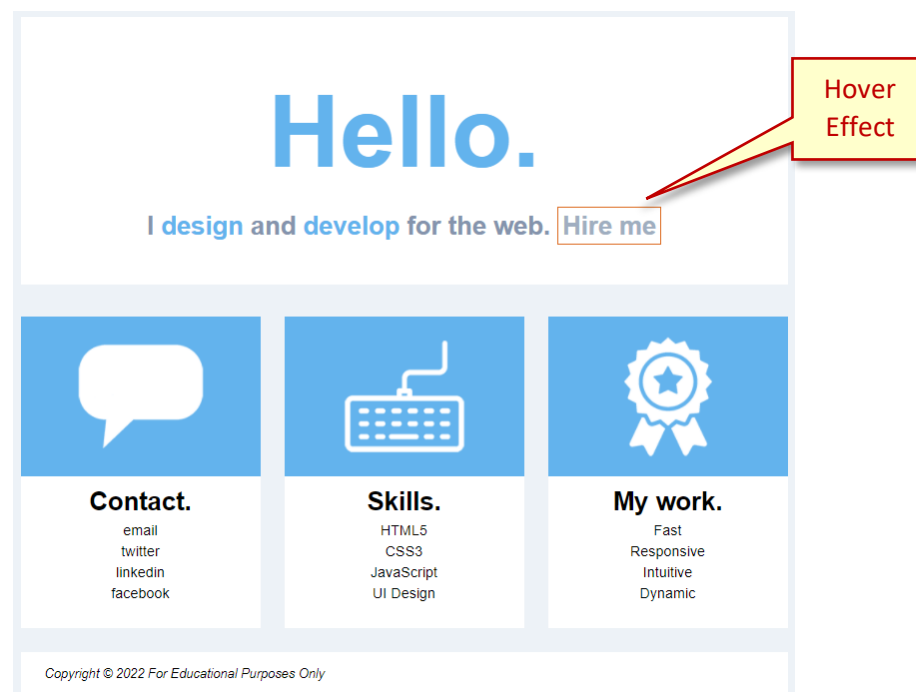 Hello.
Hover
Effect
I design and develop for the web. Hire me
Contact.
email
twitter
linkedin
facebook
Skills.
HTML5
CSS3
JavaScript
UI Design
My work.
Fast
Responsive
Intuitive
Dynamic
Copyright © 2022 For Educational Purposes Only